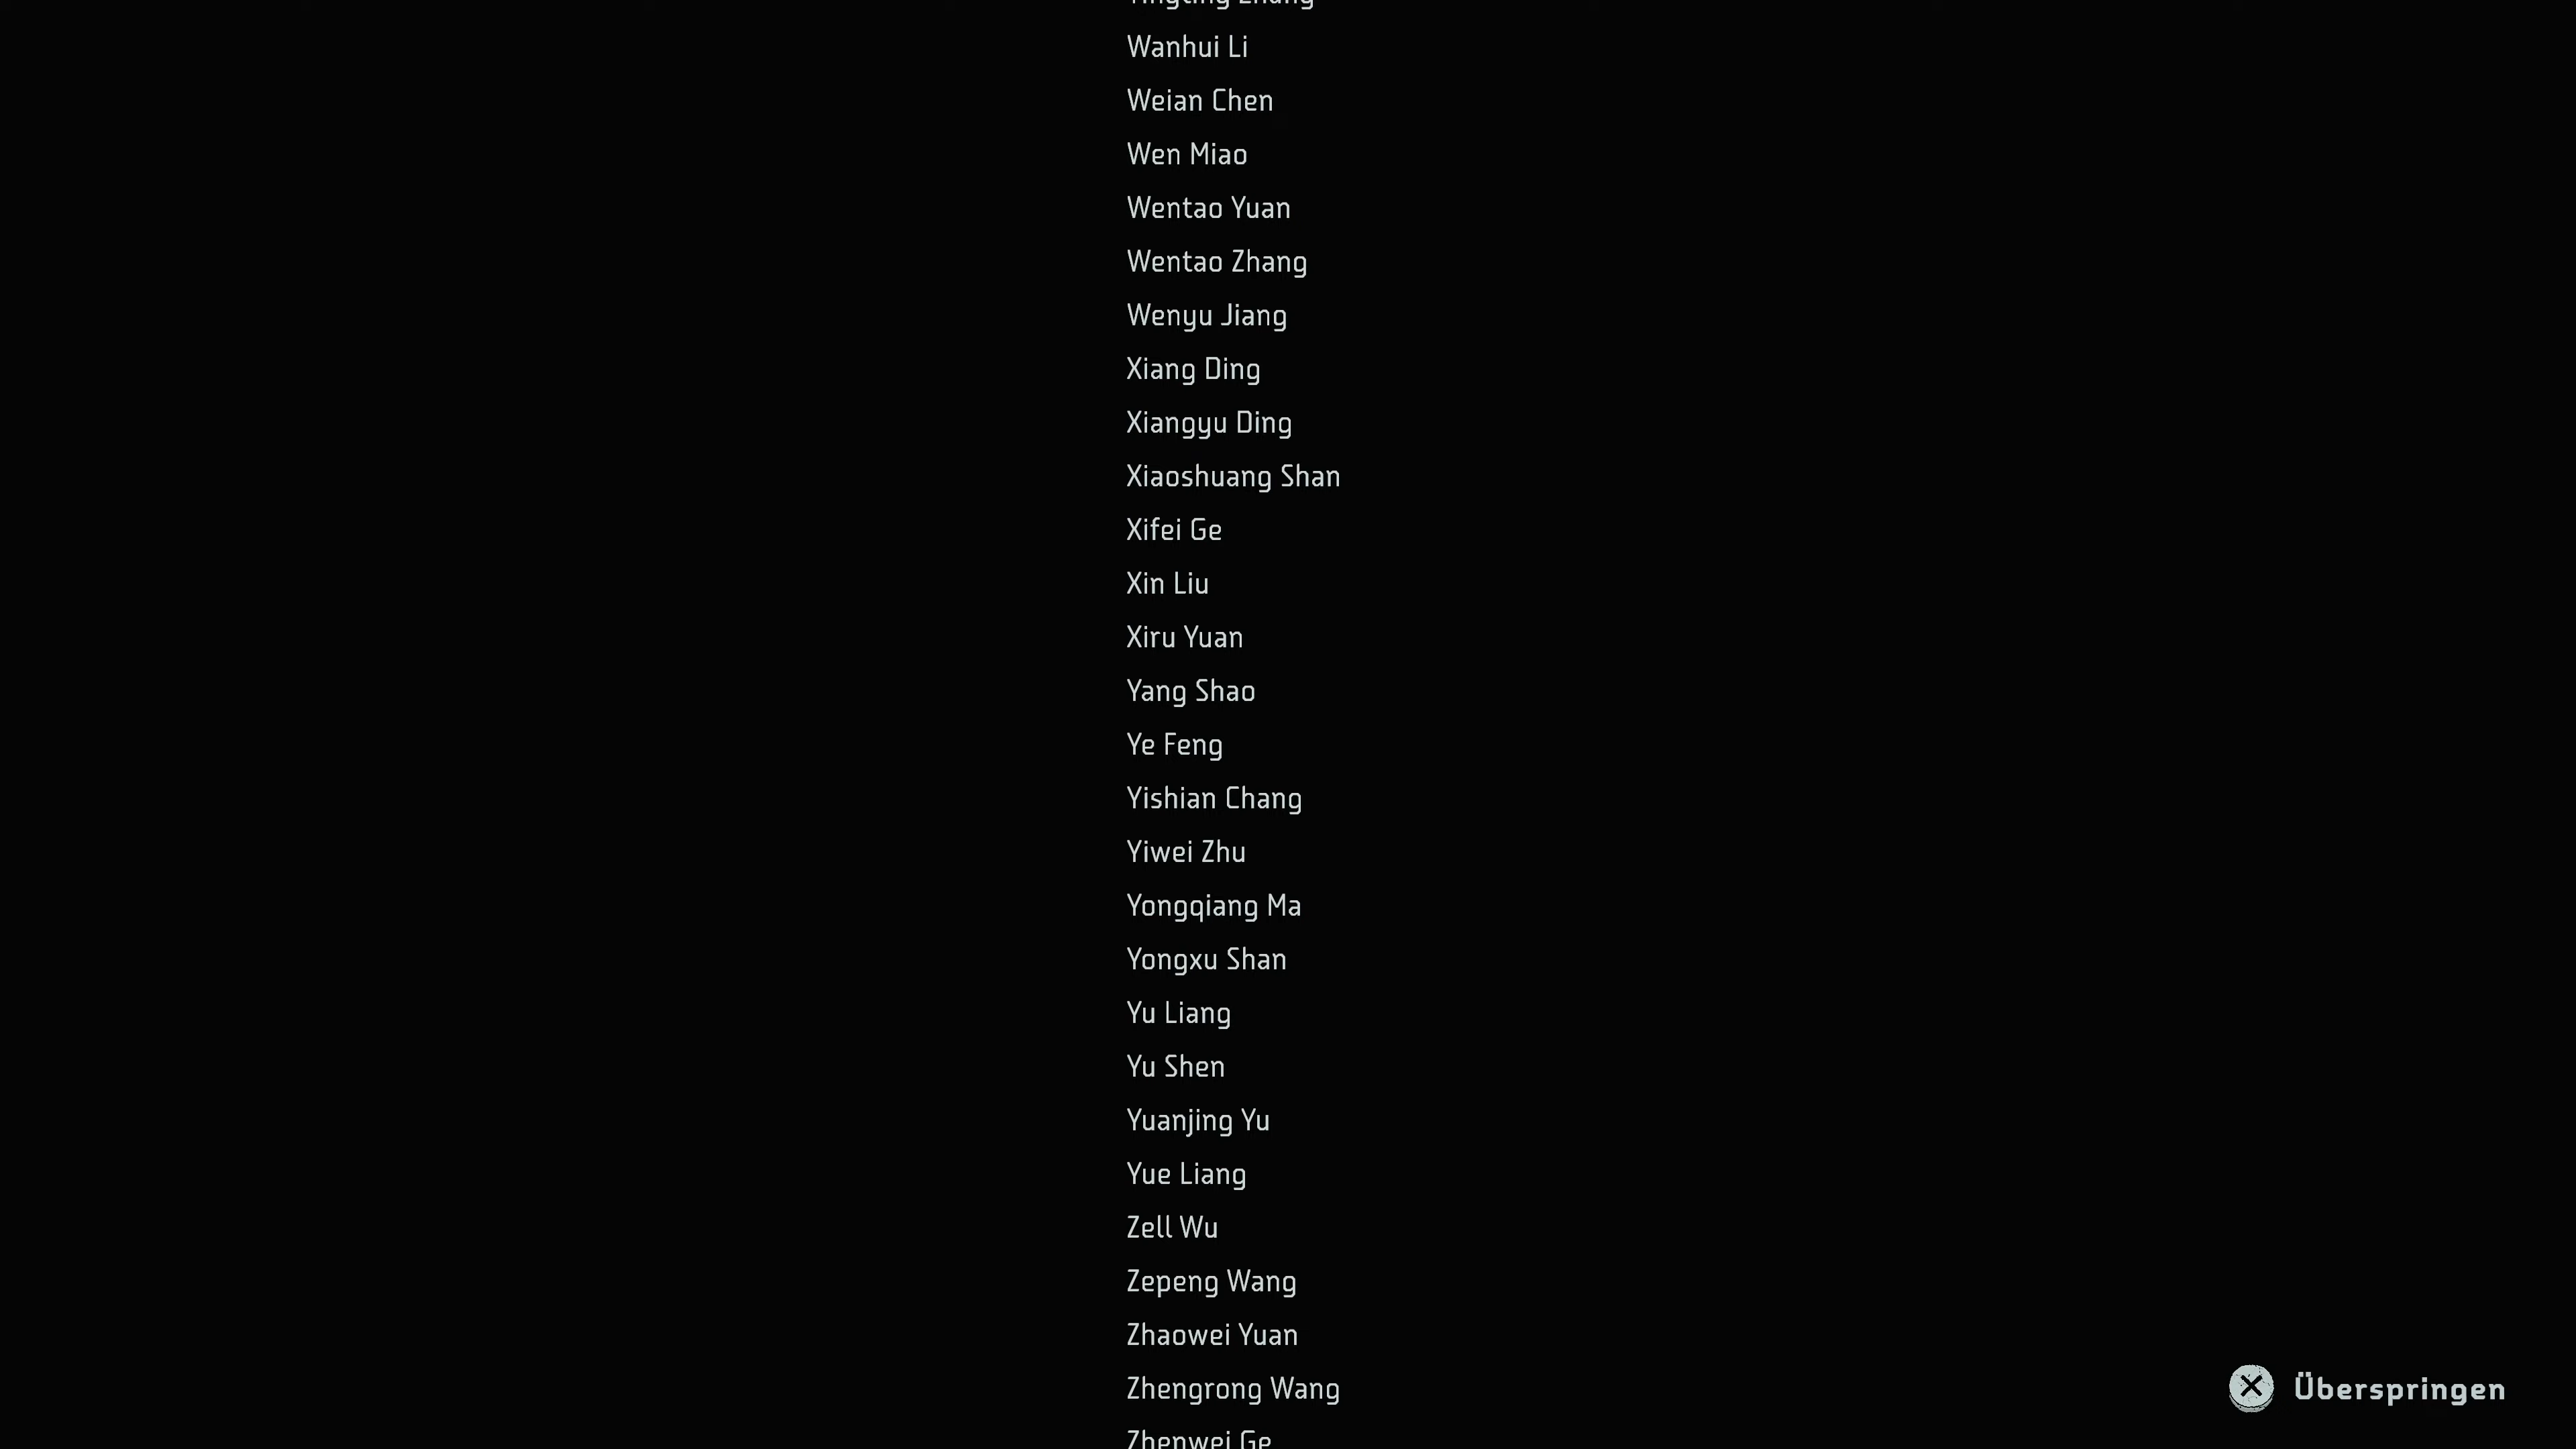 Wanhui Li
Weian Chen
Wen Miao
Wentao Yuan
Wentao Zhang
Wenyu Jiang
Xiang Ding
Xiangyu Ding
Xiaoshuang Shan
Xifei Ge
Xin Liu
Xiru Yuan
Yang Shao
Ye Feng
Yishian Chang
Yiwei Zhu
Yongqiang Ma
Yongxu Shan
Yu Liang
Yu Shen
Yuanjing Yu
Yue Liang
Zell Wu
Zepeng Wang
Zhaowei Yuan
Zhengrong Wang
Überspringen
Zhenwei Ge